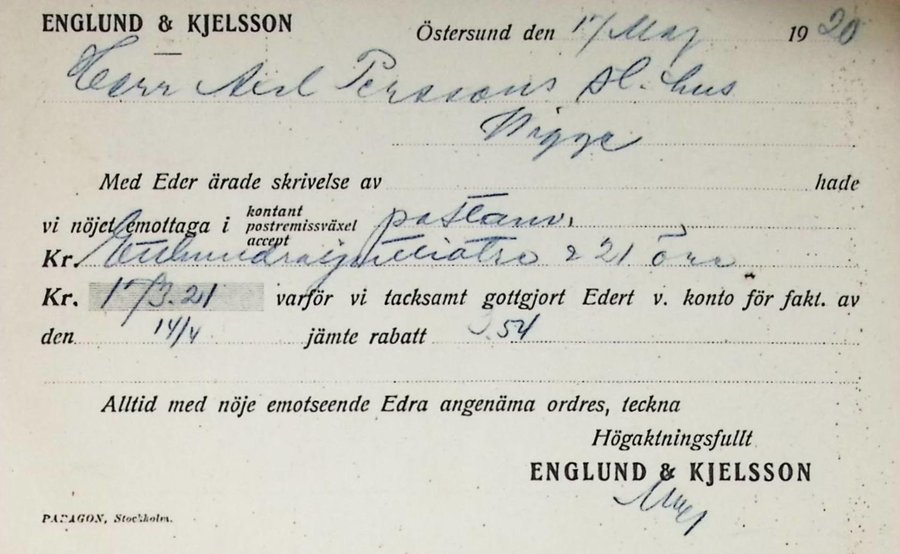 ENGLUND & KJELSSON
Östersund den 17/ Maj 1920
Herr Axel Perssons Sl. hus
Wigge
Med Eder ärade skrivelse av hade
vi nöjet emottaga i kontant postremissväxel accept postanv.
Kr. Etthundrasjuttiotre & 21 öre
Kr. 173.21 varför vi tacksamt gottgjort Edert v. konto för fakt. av
den 14/4 jämte rabatt 3.54
Alltid med nöje emotseende Edra angenäma ordres, teckna
Högaktningsfullt
ENGLUND & KJELSSON
PARAGON, Stockholm.